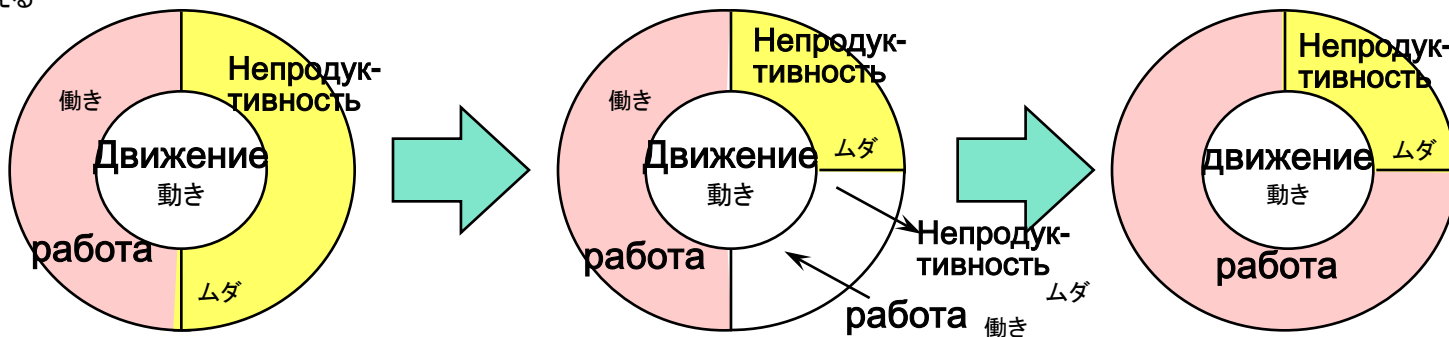 Непродук-
тивность
働き
Движение
動き
работа
ムダ
Непродук-
тивность
働き
Движение
動き
ムダ
работа
Непродук-
тивность
ムダ
работа
働き
Непродук-
тивность
ムダ
движение
動き
работа